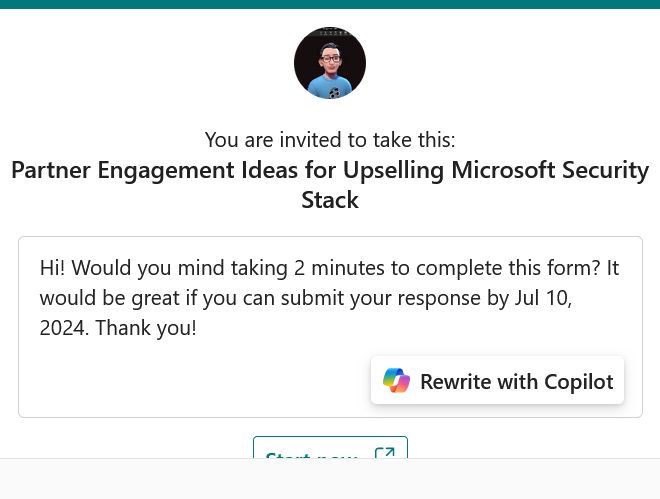 You are invited to take this:
Partner Engagement Ideas for Upselling Microsoft Security
Stack
Hi! Would you mind taking 2 minutes to complete this form? It
would be great if you can submit your response by Jul 10,
2024. Thank you!
Rewrite with Copilot
Start now